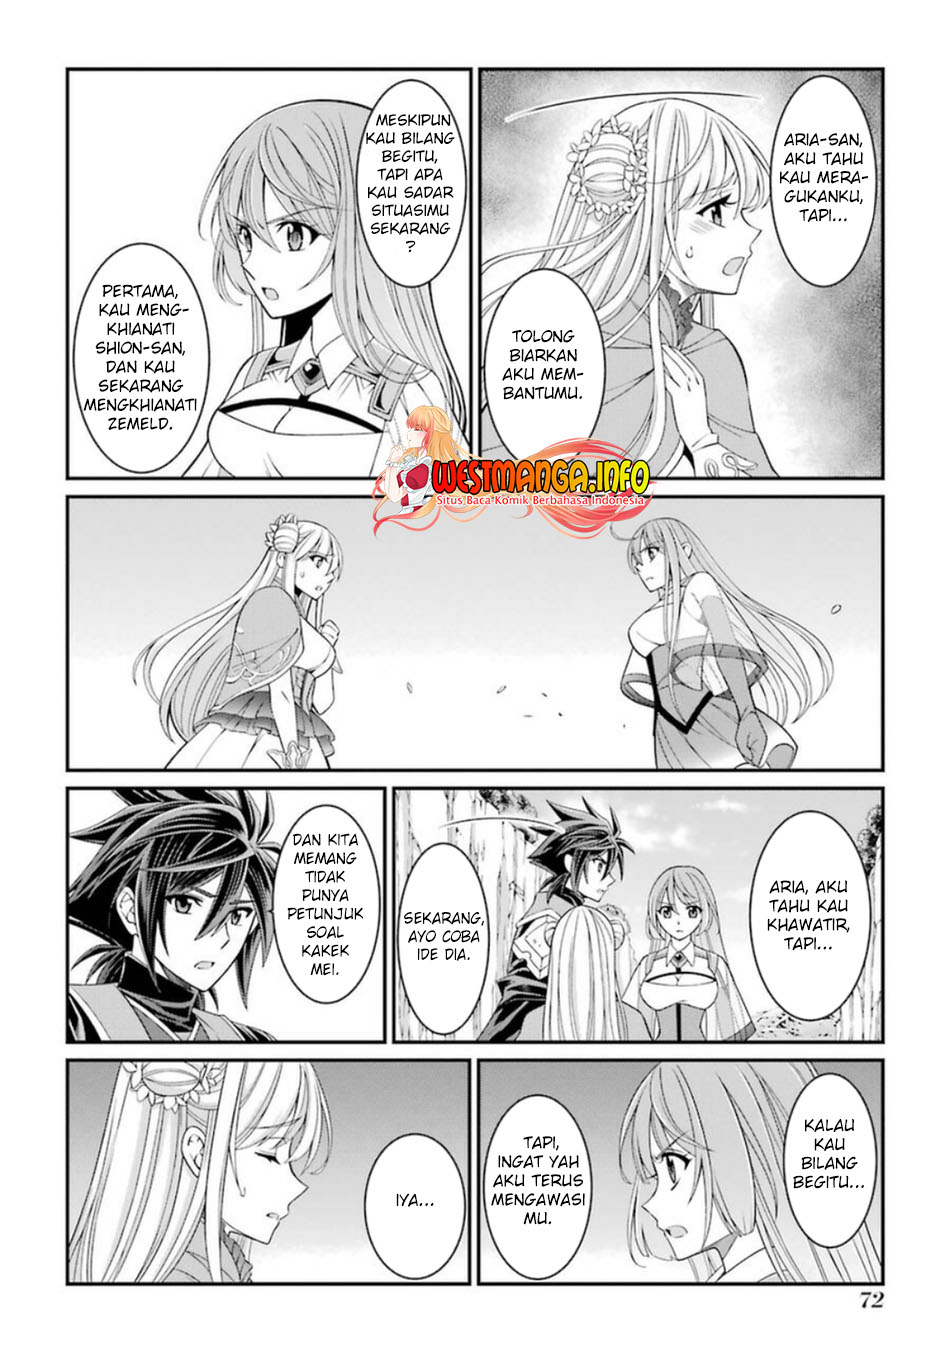 ARIA-SAN,
AKU TAHU
KAU MERA-
GUKANKU,
TAPI...
TOLONG
BIARKAN
AKU MEM-
BANTUMU.
MESKIPUN
KAU BILANG
BEGITU,
TAPI APA
KAU SADAR
SITUASIMU
SEKARANG
?
PERTAMA,
KAU MENG-
KHIANATI
SHION-SAN,
DAN KAU
SEKARANG
MENGKHIANATI
ZEMELD.
WESTMANGA.INFO
Situs Baca Komik Berbahasa Indonesia
ARIA, AKU
TAHU KAU
KHAWATIR,
TAPI...
SEKARANG,
AYO COBA
IDE DIA.
DAN KITA
MEMANG
TIDAK
PUNYA
PETUNJUK
SOAL
KAKEK
MEI.
KALAU
KAU
BILANG
BEGITU...
TAPI,
INGAT YAH
AKU TERUS
MENGAWASI
MU.
IYA...
72